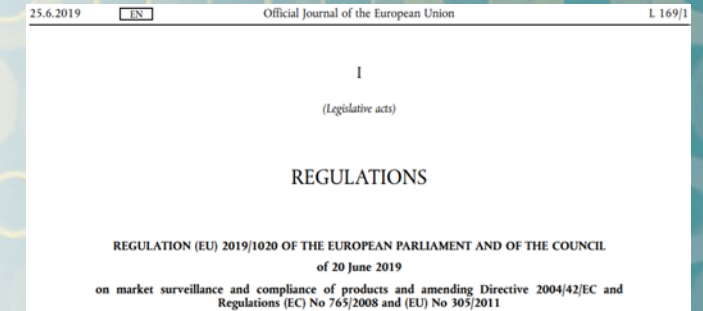 25.6.2019 EN Official Journal of the European Union L 169/1
I
(Legislative acts)
REGULATIONS
REGULATION (EU) 2019/1020 OF THE EUROPEAN PARLIAMENT AND OF THE COUNCIL
of 20 June 2019
on market surveillance and compliance of products and amending Directive 2004/42/EC and
Regulations (EC) No 765/2008 and (EU) No 305/2011